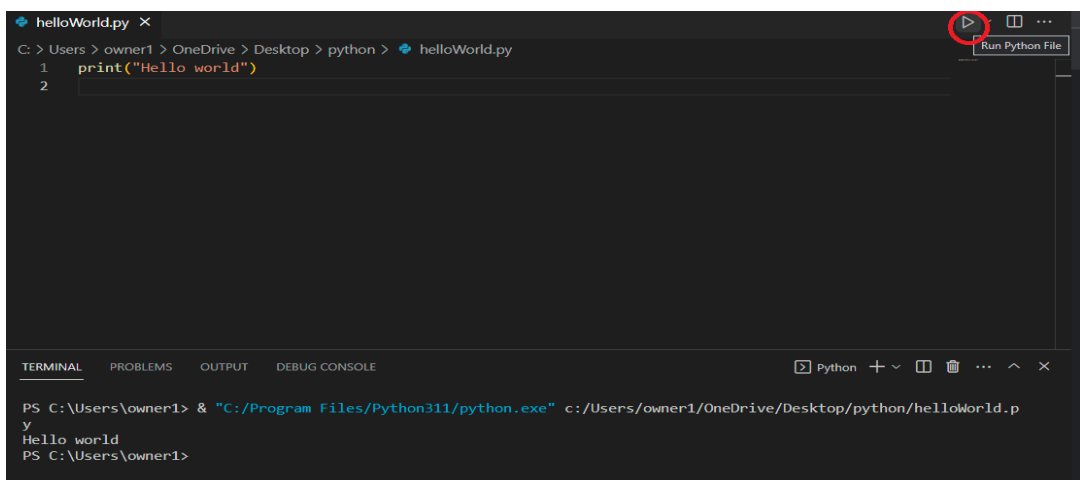 helloWorld.py
Run Python File
C: > Users > owner1 > OneDrive > Desktop > python > helloWorld.py
1 print("Hello world")
2
TERMINAL PROBLEMS OUTPUT DEBUG CONSOLE Python
PS C:\Users\owner1> & "C:/Program Files/Python311/python.exe" c:/Users/owner1/OneDrive/Desktop/python/helloWorld.p
y
Hello world
PS C:\Users\owner1>